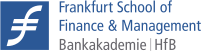 Frankfurt School of
Finance & Management
Bankakademie | HfB